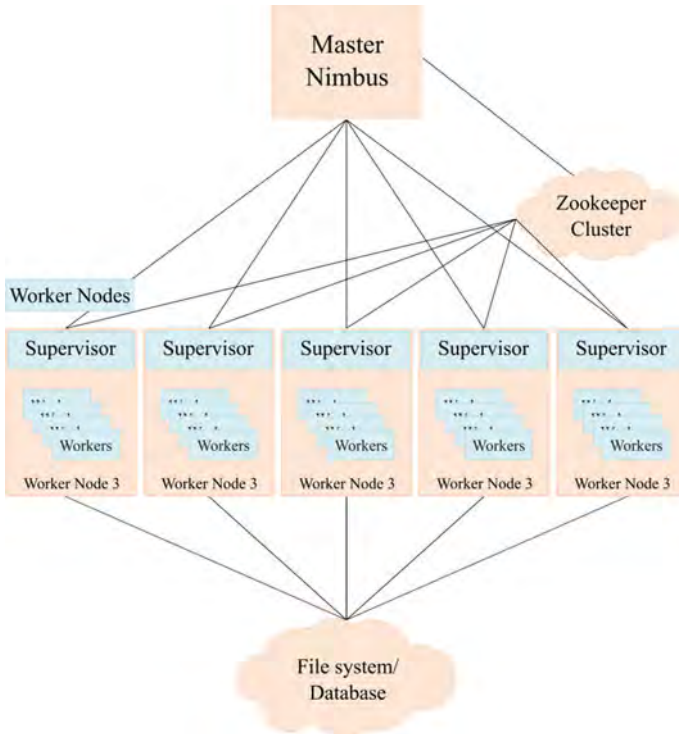 Master
Nimbus
Zookeeper
Cluster
Worker Nodes
Supervisor
Supervisor
Supervisor
Supervisor
Supervisor
Workers
Workers
Workers
Workers
Workers
Worker Node 3
Worker Node 3
Worker Node 3
Worker Node 3
Worker Node 3
File system/
Database